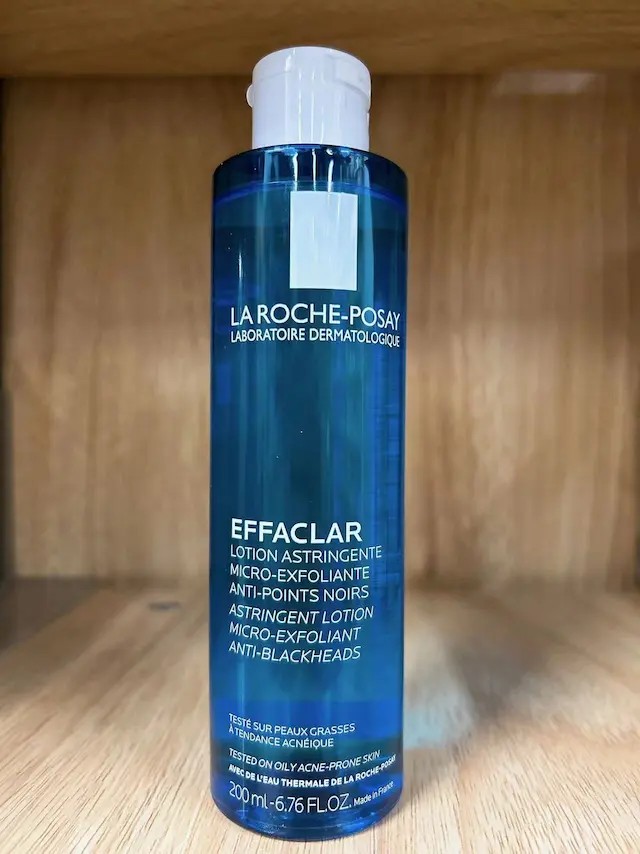 LA ROCHE-POSAY
LABORATOIRE DERMATOLOGIQUE
EFFACLAR
LOTION ASTRINGENTE
MICRO-EXFOLIANTE
ANTI-POINTS NOIRS
ASTRINGENT LOTION
MICRO-EXFOLIANT
ANTI-BLACKHEADS
TESTÉ SUR PEAUX GRASSES
À TENDANCE ACNÉIQUE
TESTED ON OILY ACNE-PRONE SKIN
AVEC DE L'EAU THERMALE DE LA ROCHE-POSAY
200 ml - 6.76 FL.OZ. Made in France